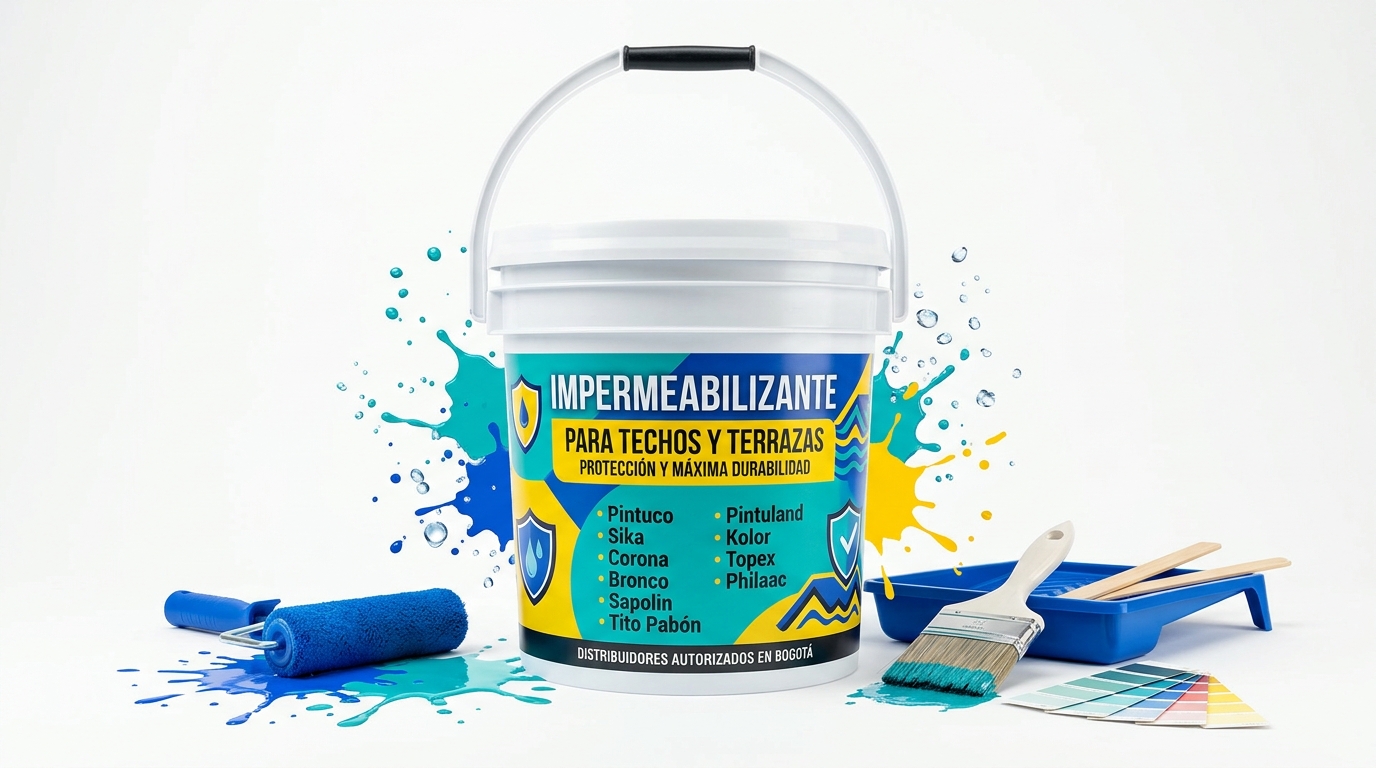 IMPERMEABILIZANTE
PARA TECHOS Y TERRAZAS
PROTECCIÓN Y MÁXIMA DURABILIDAD
• Pintuco
• Sika
• Corona
• Bronco
• Sapolin
• Tito Pabón
• Pintuland
• Kolor
• Topex
• Philaac
DISTRIBUIDORES AUTORIZADOS EN BOGOTÁ